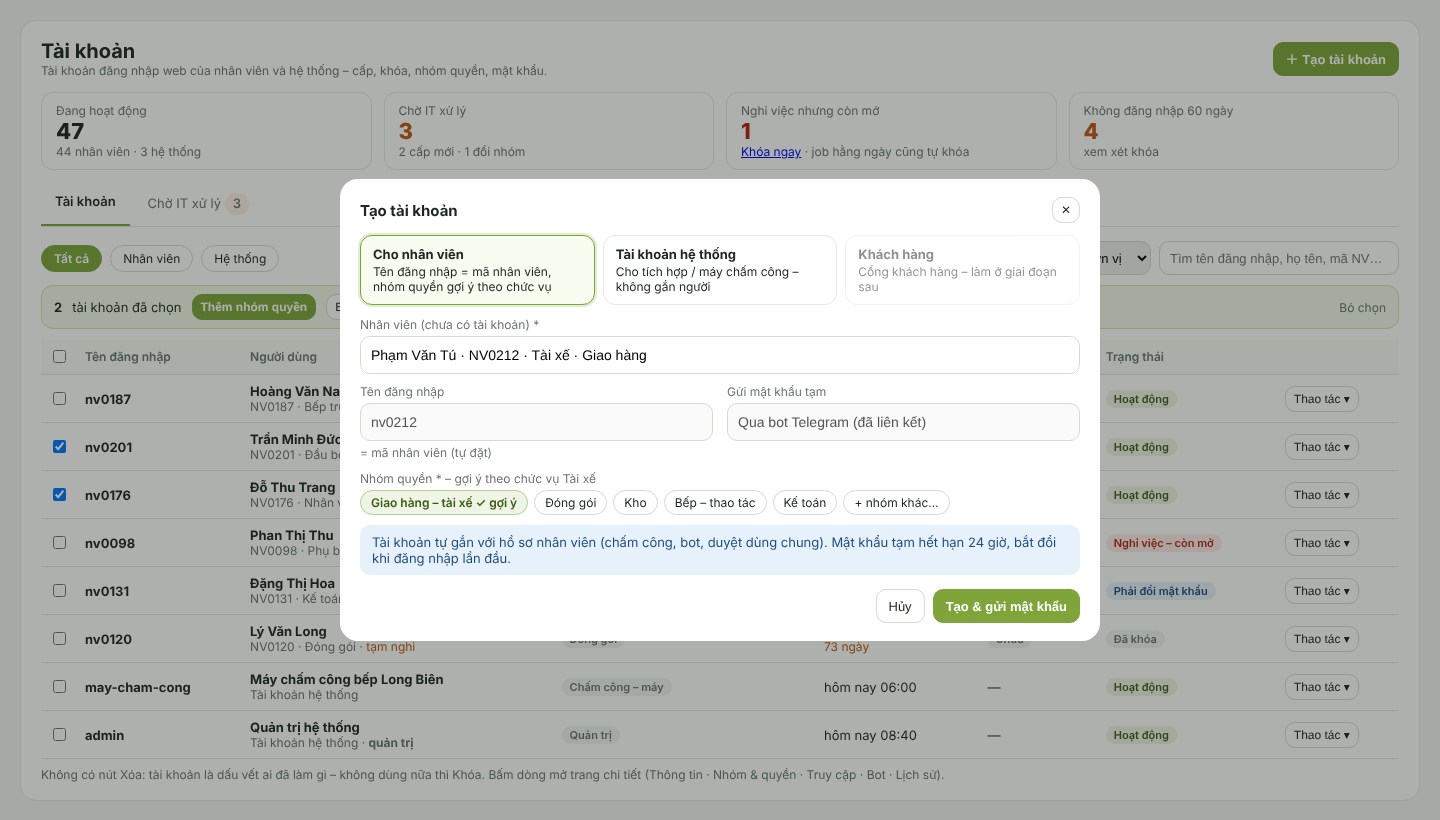 Tài khoản
Tài khoản đăng nhập web của nhân viên và hệ thống – cấp, khóa, nhóm quyền, mật khẩu.
+ Tạo tài khoản
Đang hoạt động
47
44 nhân viên · 3 hệ thống
Chờ IT xử lý
3
2 cấp mới · 1 đổi nhóm
Nghỉ việc nhưng còn mở
1
Khóa ngay · job hằng ngày cũng tự khóa
Không đăng nhập 60 ngày
4
xem xét khóa
Tài khoản
Chờ IT xử lý 3
Tất cả
Nhân viên
Hệ thống
vị
Tìm tên đăng nhập, họ tên, mã NV…
2 tài khoản đã chọn
Thêm nhóm quyền
Bỏ chọn
Tạo tài khoản
×
Cho nhân viên
Tên đăng nhập = mã nhân viên,
nhóm quyền gợi ý theo chức vụ
Tài khoản hệ thống
Cho tích hợp / máy chấm công –
không gắn người
Khách hàng
Cổng khách hàng – làm ở giai đoạn
sau
Nhân viên (chưa có tài khoản) *
Phạm Văn Tú · NV0212 · Tài xế · Giao hàng
Tên đăng nhập
Gửi mật khẩu tạm
nv0212
Qua bot Telegram (đã liên kết)
= mã nhân viên (tự đặt)
Nhóm quyền * – gợi ý theo chức vụ Tài xế
Giao hàng – tài xế ✓ gợi ý
Đóng gói
Kho
Bếp – thao tác
Kế toán
+ nhóm khác…
Tài khoản tự gắn với hồ sơ nhân viên (chấm công, bot, duyệt dùng chung). Mật khẩu tạm hết hạn 24 giờ, bắt đổi
khi đăng nhập lần đầu.
Hủy
Tạo & gửi mật khẩu
Tên đăng nhập
Người dùng
Trạng thái
nv0187
Hoàng Văn
NV0187 · Bếp
Hoạt động
Thao tác ▾
nv0201
Trần Minh Đức
NV0201 · Đầu
Hoạt động
Thao tác ▾
nv0176
Đỗ Thu Trang
NV0176 · Nhân
Hoạt động
Thao tác ▾
nv0098
Phan Thị Thu
NV0098 · Phụ
Nghỉ việc – còn mở
Thao tác ▾
nv0131
Đặng Thị Hoa
NV0131 · Kế
Phải đổi mật khẩu
Thao tác ▾
nv0120
Lý Văn Long
NV0120 · Đóng gói · tạm nghỉ
73 ngày
Đã khóa
Thao tác ▾
may-cham-cong
Máy chấm công bếp Long Biên
Tài khoản hệ thống
Chấm công – máy
hôm nay 06:00
—
Hoạt động
Thao tác ▾
admin
Quản trị hệ thống
Tài khoản hệ thống · quản trị
Quản trị
hôm nay 08:40
—
Hoạt động
Thao tác ▾
Không có nút Xóa: tài khoản là dấu vết ai đã làm gì – không dùng nữa thì Khóa. Bấm dòng mở trang chi tiết (Thông tin · Nhóm & quyền · Truy cập · Bot · Lịch sử).